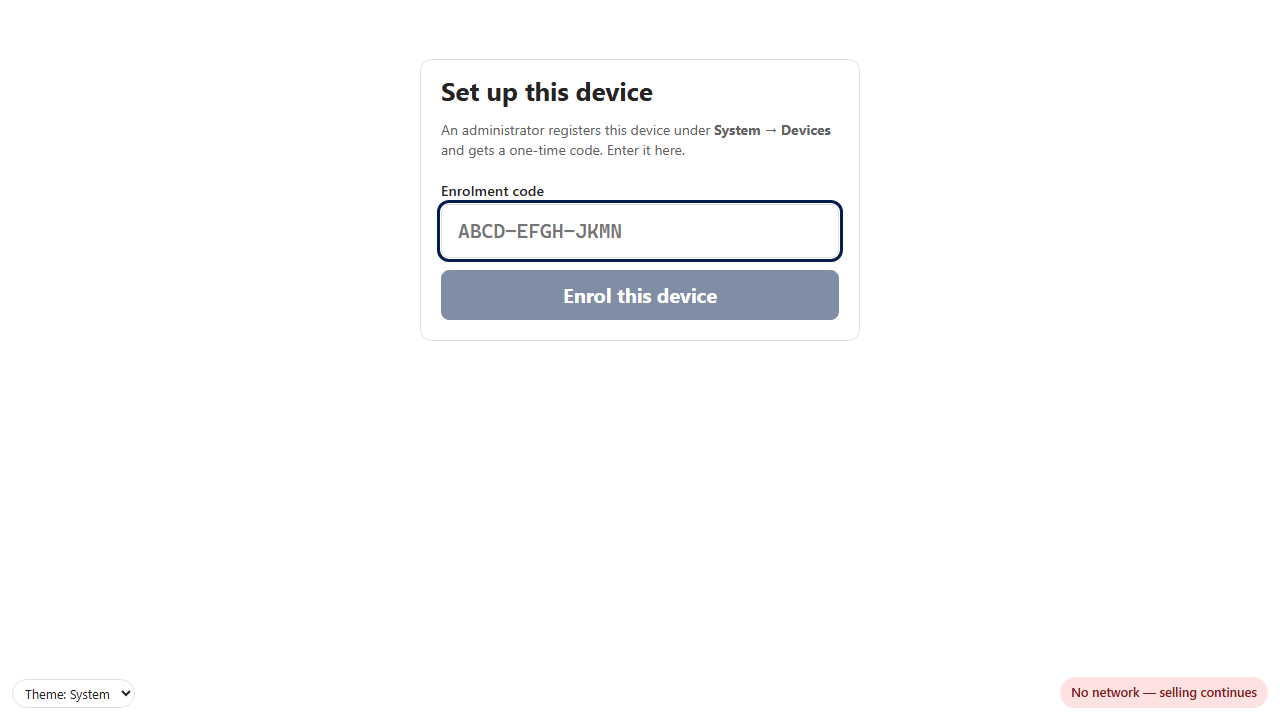 Set up this device
An administrator registers this device under System → Devices
and gets a one-time code. Enter it here.
Enrolment code
ABCD-EFGH-JKMN
Enrol this device
Theme: System
No network — selling continues